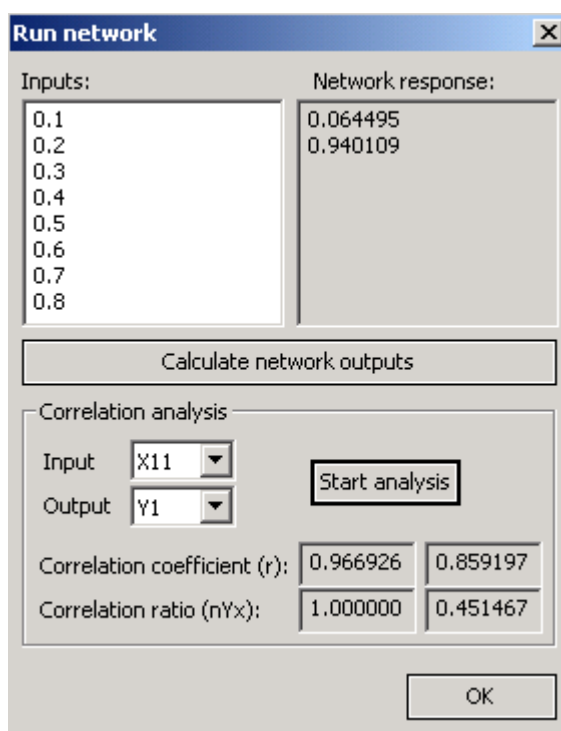 Run network
Inputs:
Network response:
0.1
0.2
0.3
0.4
0.5
0.6
0.7
0.8
0.064495
0.940109
Calculate network outputs
Correlation analysis
Input X11
Output Y1
Start analysis
Correlation coefficient (r): 0.966926 0.859197
Correlation ratio (nYx): 1.000000 0.451467
OK